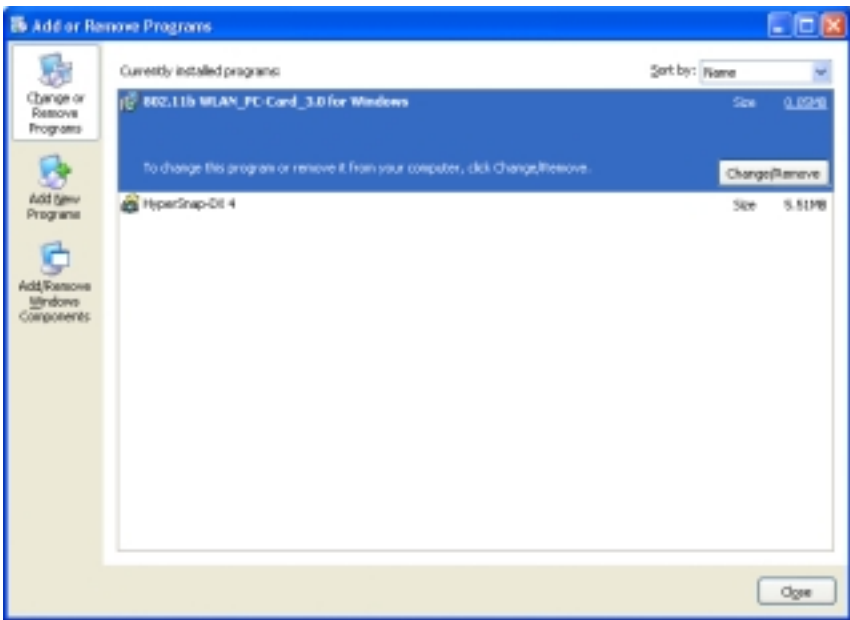 Add or Remove Programs
Change or
Remove
Programs
Add New
Programs
Add/Remove
Windows
Components
Currently installed programs:
Sort by: Name
802.11b WLAN_PC-Card_3.0 for Windows
Size
To change this program or remove it from your computer, click Change/Remove.
Change/Remove
HyperSnap-DX 4
Size 5.51MB
Close